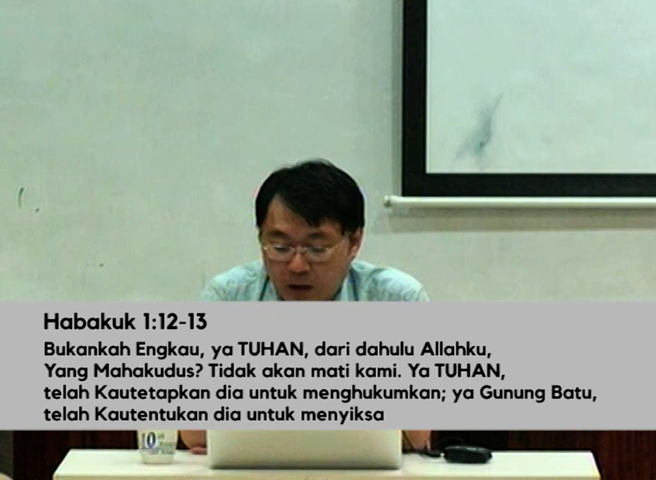 Habakuk 1:12-13
Bukankah Engkau, ya TUHAN, dari dahulu Allahku,
Yang Mahakudus? Tidak akan mati kami. Ya TUHAN,
telah Kautetapkan dia untuk menghukumkan; ya Gunung Batu,
telah Kautentukan dia untuk menyiksa
10